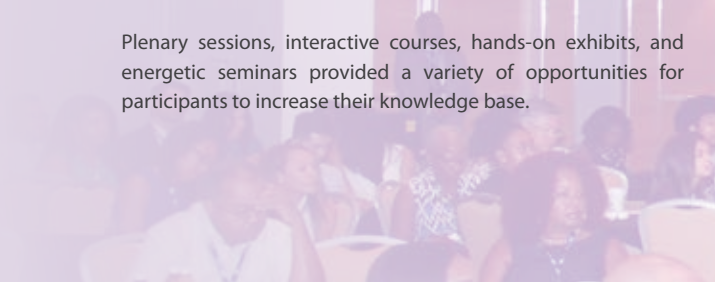 Plenary sessions, interactive courses, hands-on exhibits, and
energetic seminars provided a variety of opportunities for
participants to increase their knowledge base.